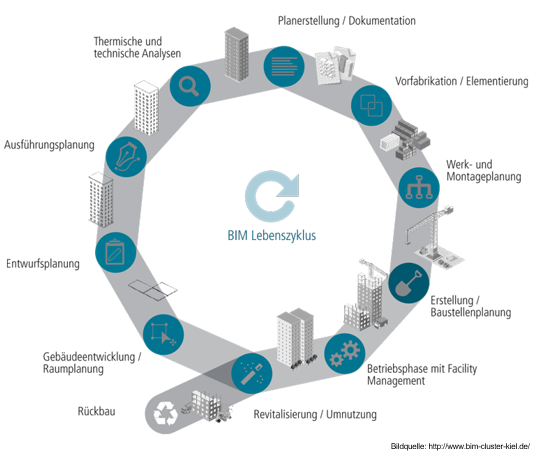 Planerstellung / Dokumentation
Thermische und
technische Analysen
Vorfabrikation / Elementierung
Ausführungsplanung
Werk- und
Montageplanung
BIM Lebenszyklus
Entwurfsplanung
Erstellung /
Baustellenplanung
Gebäudeentwicklung /
Raumplanung
Betriebsphase mit Facility
Management
Rückbau
Revitalisierung / Umnutzung
Bildquelle: http://www.bim-cluster-kiel.de/